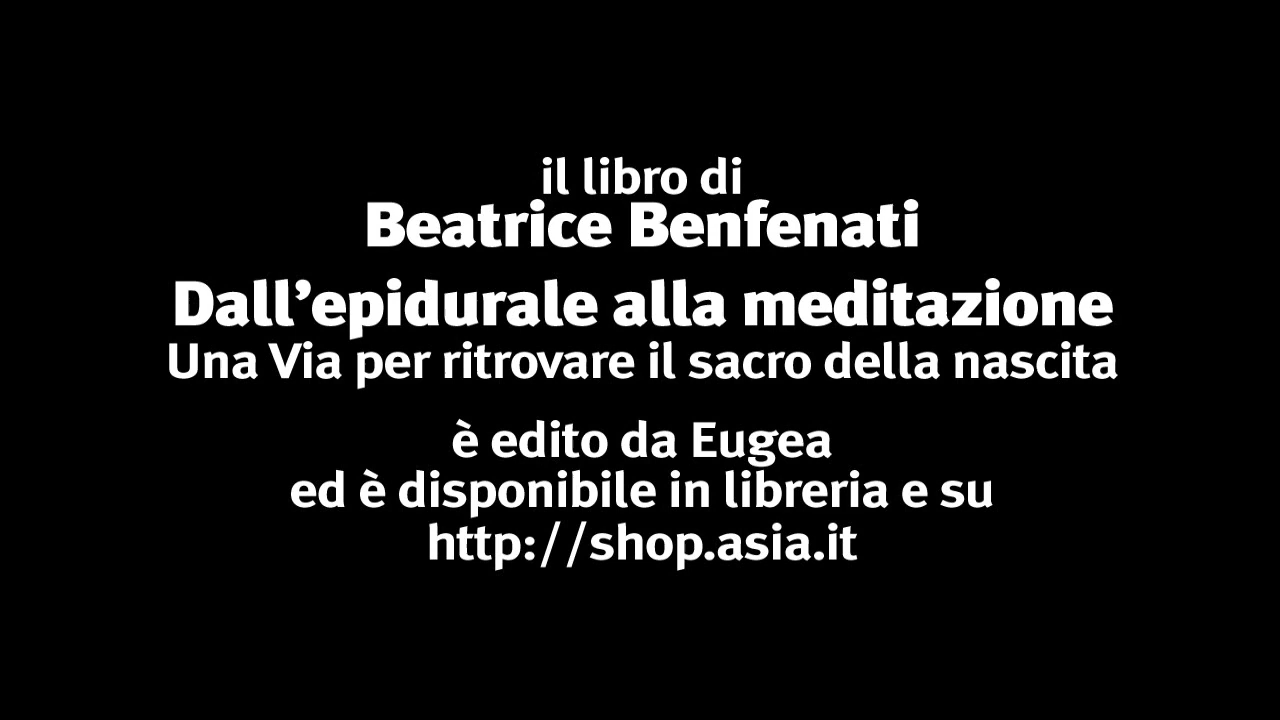 il libro di
Beatrice Benfenati
Dall’epidurale alla meditazione
Una Via per ritrovare il sacro della nascita
è edito da Eugea
ed è disponibile in libreria e su
http://shop.asia.it